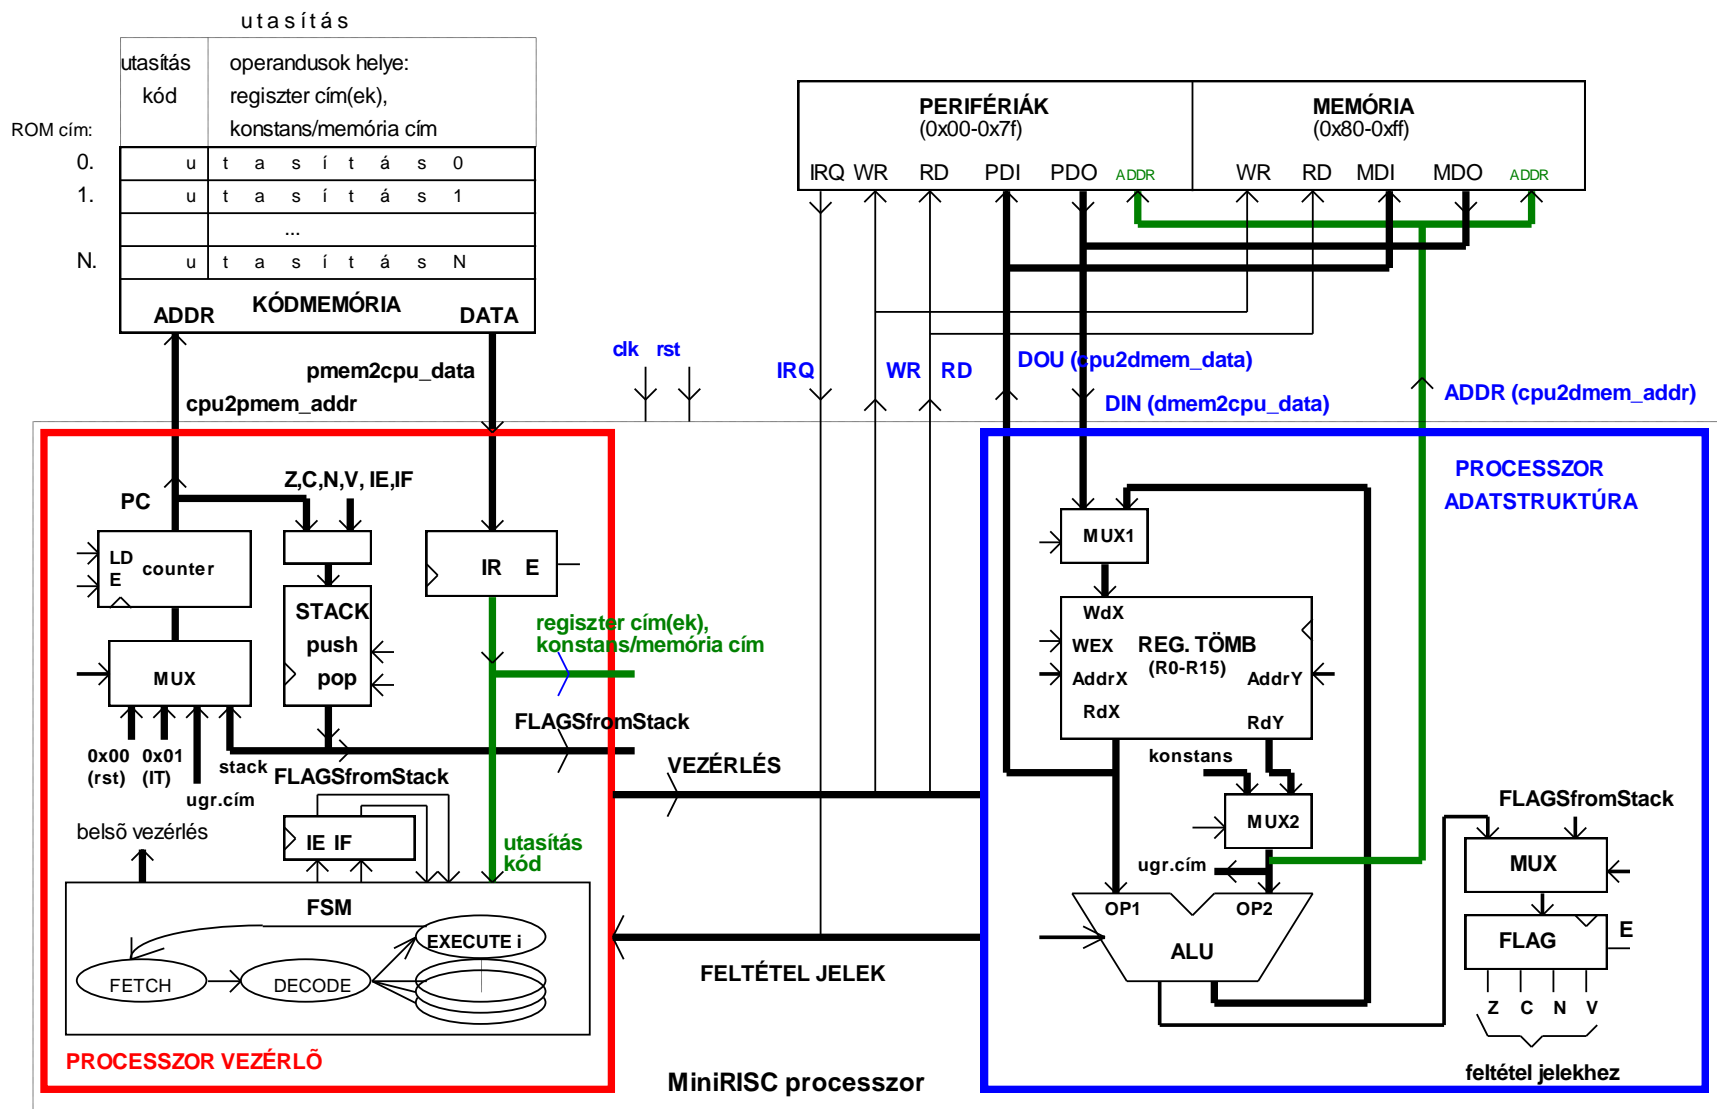 utasítás
utasítás
kód
operandusok helye:
regiszter cím(ek),
konstans/memória cím
ROM cím:
0.
u t a s í t á s 0
1.
u t a s í t á s 1
...
N.
u t a s í t á s N
KÓDMEMÓRIA
ADDR
DATA
pmem2cpu_data
cpu2pmem_addr
clk rst
PERIFÉRIÁK
(0x00-0x7f)
MEMÓRIA
(0x80-0xff)
IRQ WR RD PDI PDO ADDR
WR RD MDI MDO ADDR
IRQ
WR RD
DOU (cpu2dmem_data)
DIN (dmem2cpu_data)
ADDR (cpu2dmem_addr)
PC
Z,C,N,V, IE,IF
LD
E
counter
IR E
STACK
push
pop
MUX
0x00
(rst)
0x01
(IT)
ugr.cím
stack
regiszter cím(ek),
konstans/memória cím
FLAGSfromStack
FLAGSfromStack
belsõ vezérlés
IE IF
utasítás
kód
FSM
FETCH
DECODE
EXECUTE i
PROCESSZOR VEZÉRLÕ
VEZÉRLÉS
FELTÉTEL JELEK
MiniRISC processzor
PROCESSZOR
ADATSTRUKTÚRA
MUX1
WdX
WEX
REG. TÖMB
(R0-R15)
AddrX
AddrY
RdX
RdY
konstans
MUX2
ugr.cím
OP1
OP2
ALU
FLAGSfromStack
MUX
FLAG
E
Z C N V
feltétel jelekhez